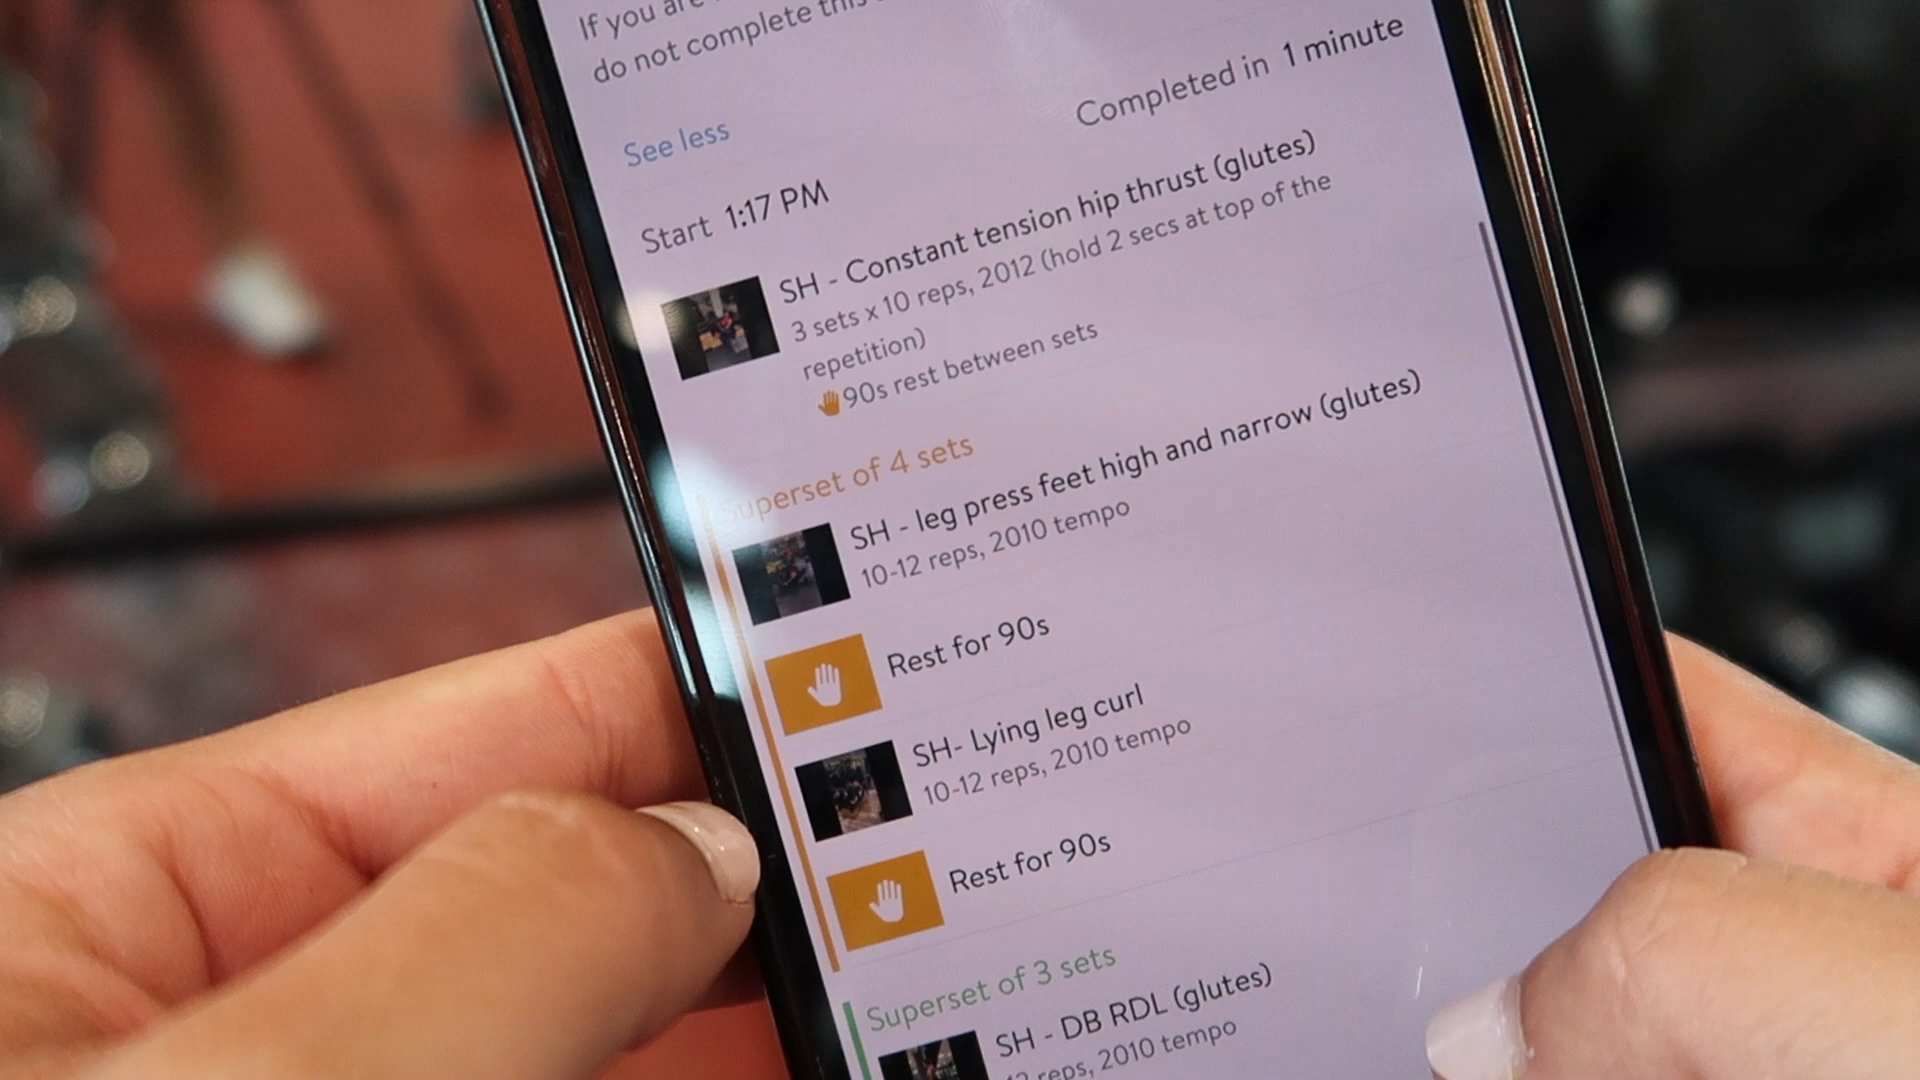 If you are
do not complete this
See less
Completed in 1 minute
Start 1:17 PM
SH - Constant tension hip thrust (glutes)
3 sets x 10 reps, 2012 (hold 2 secs at top of the
repetition)
90s rest between sets
Superset of 4 sets
SH - leg press feet high and narrow (glutes)
10-12 reps, 2010 tempo
Rest for 90s
SH- Lying leg curl
10-12 reps, 2010 tempo
Rest for 90s
Superset of 3 sets
SH - DB RDL (glutes)
reps, 2010 tempo